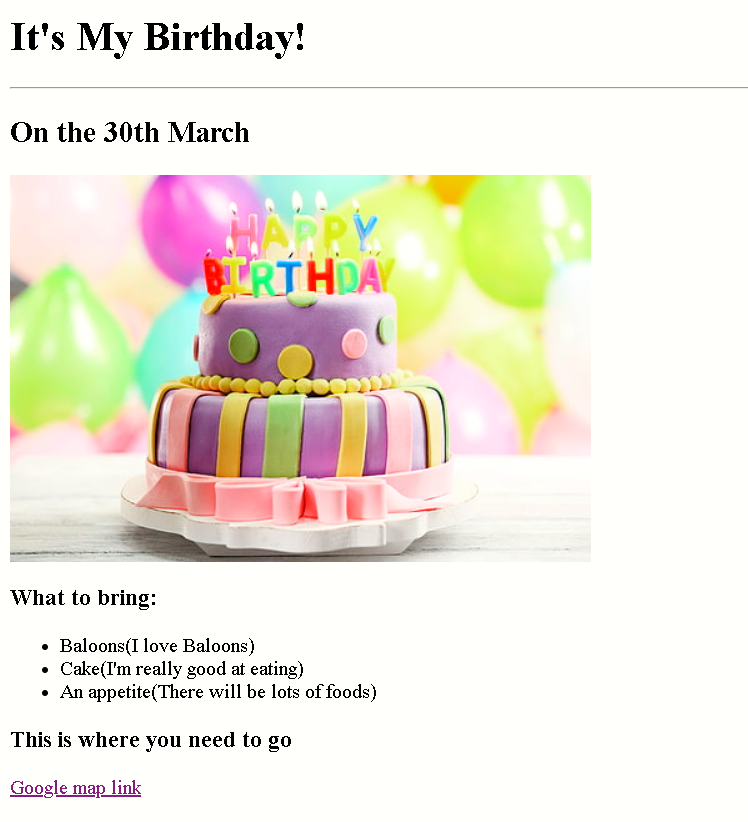 It's My Birthday!
On the 30th March
HAPPY
BIRTHDAY
What to bring:
Baloons(I love Baloons)
Cake(I'm really good at eating)
An appetite(There will be lots of foods)
This is where you need to go
Google map link